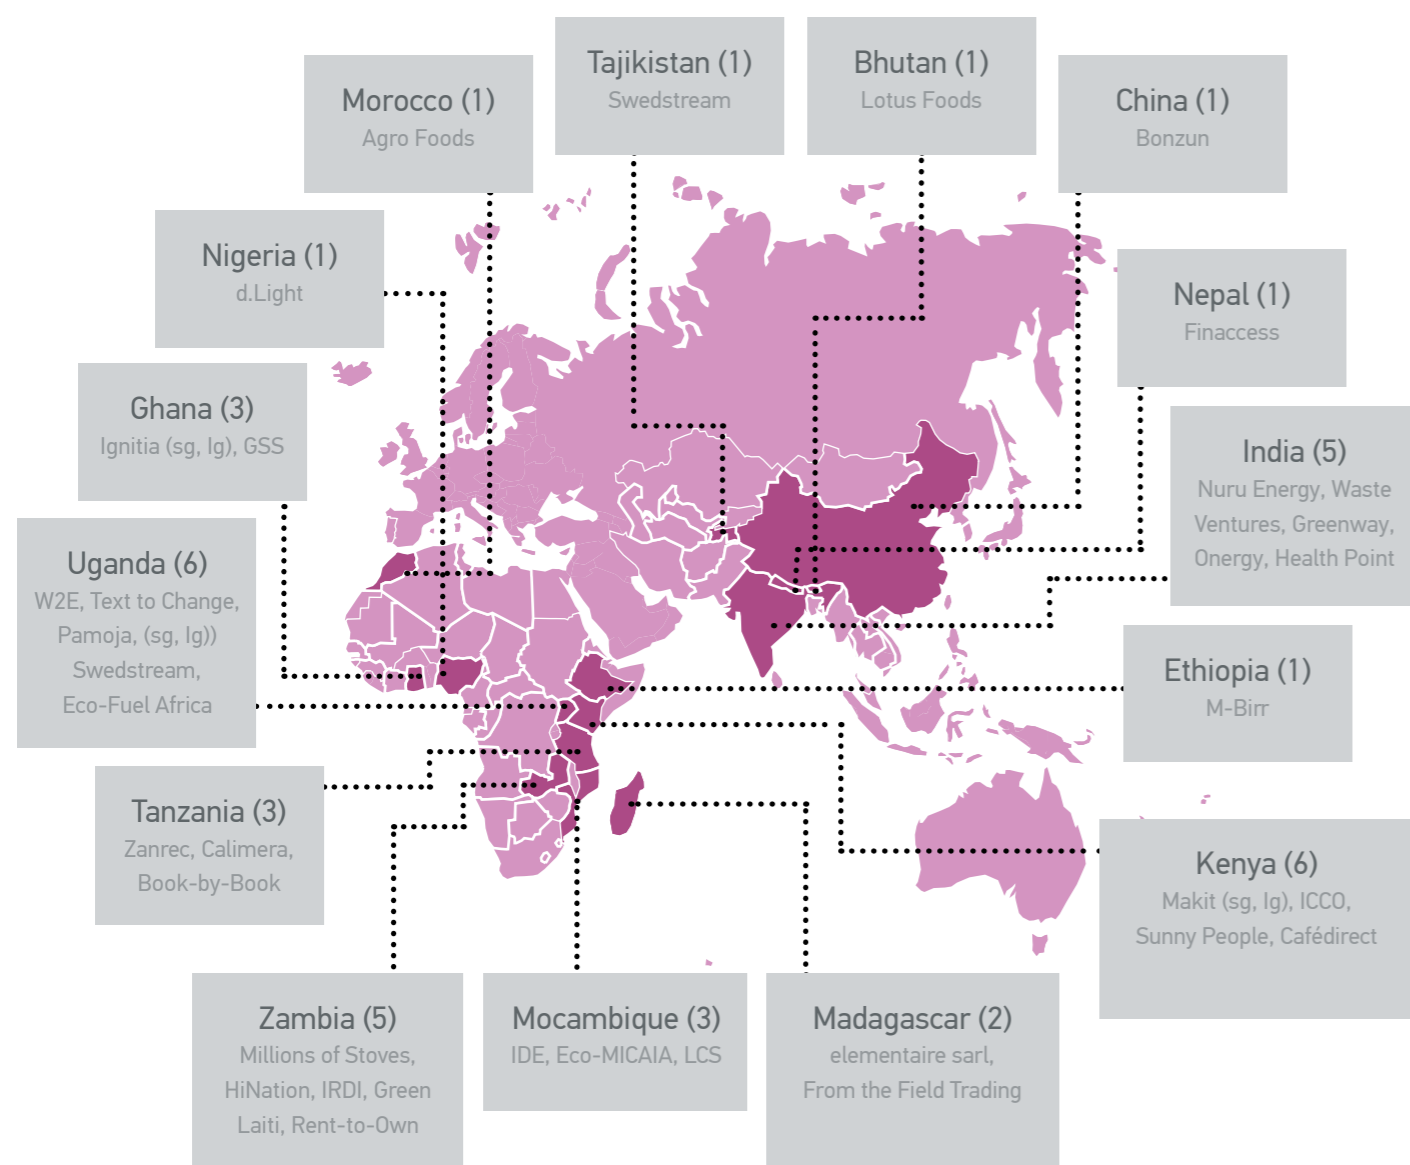 Tajikistan (1)
Swedstream
Bhutan (1)
Lotus Foods
Morocco (1)
Agro Foods
China (1)
Bonzun
Nigeria (1)
d.Light
Nepal (1)
Finaccess
Ghana (3)
Ignitia (sg, lg), GSS
India (5)
Nuru Energy, Waste
Ventures, Greenway,
Onergy, Health Point
Uganda (6)
W2E, Text to Change,
Pamoja, (sg, lg))
Swedstream,
Eco-Fuel Africa
Ethiopia (1)
M-Birr
Tanzania (3)
Zanrec, Calimera,
Book-by-Book
Kenya (6)
Makit (sg, lg), ICCO,
Sunny People, Cafédirect
Zambia (5)
Millions of Stoves,
HiNation, IRDI, Green
Laiti, Rent-to-Own
Mocambique (3)
IDE, Eco-MICAIA, LCS
Madagascar (2)
elementaire sarl,
From the Field Trading